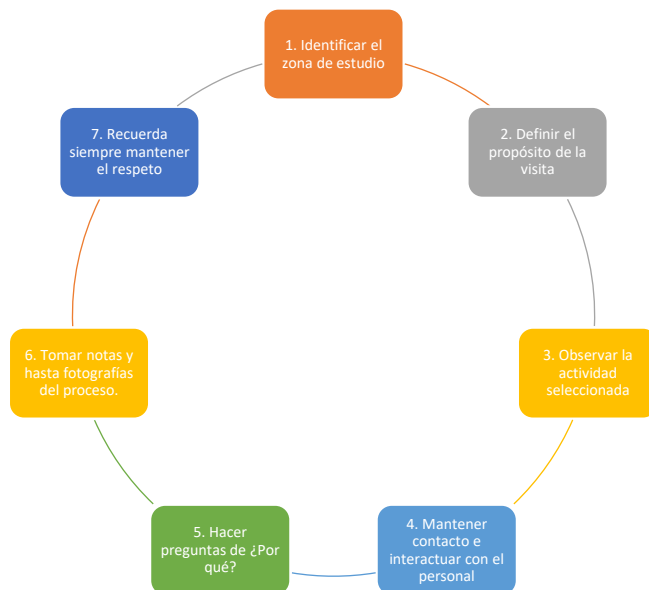 1. Identificar el
zona de estudio
2. Definir el
propósito de la
visita
3. Observar la
actividad
seleccionada
4. Mantener
contacto e
interactuar con el
personal
5. Hacer
preguntas de ¿Por
qué?
6. Tomar notas y
hasta fotografías
del proceso.
7. Recuerda
siempre mantener
el respeto